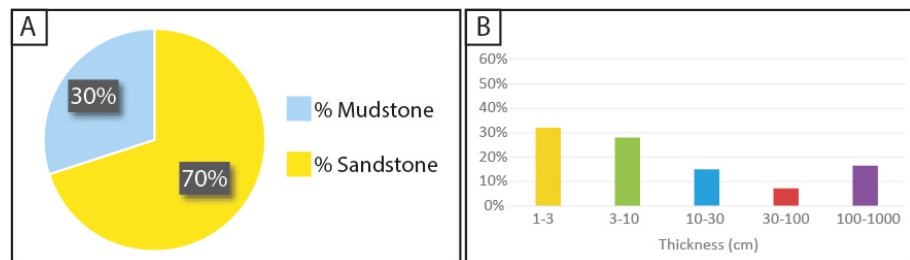 A
30%
70%
% Mudstone
% Sandstone
B
60%
50%
40%
30%
20%
10%
0%
1-3 3-10 10-30 30-100 100-1000
Thickness (cm)